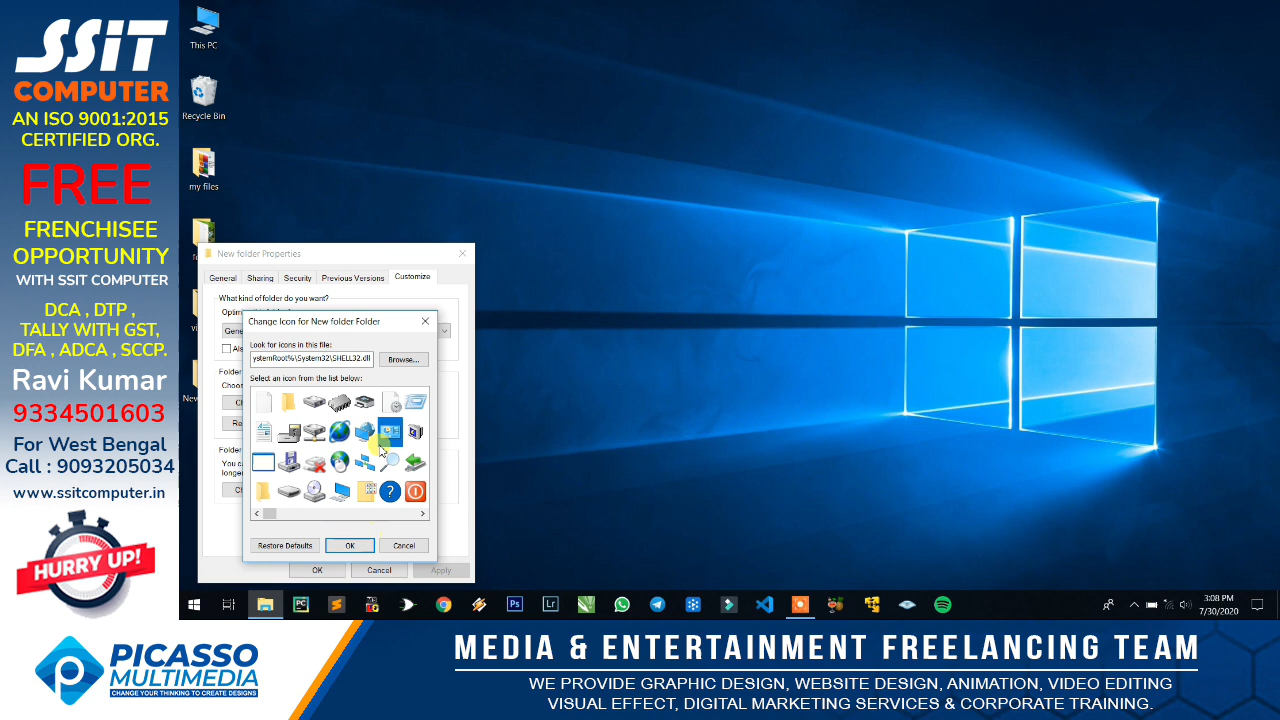 SSiT
COMPUTER
AN ISO 9001:2015
CERTIFIED ORG.
FREE
FRENCHISEE
OPPORTUNITY
WITH SSIT COMPUTER
DCA , DTP ,
TALLY WITH GST,
DFA , ADCA , SCCP.
Ravi Kumar
9334501603
For West Bengal
Call : 9093205034
www.ssitcomputer.in
HURRY UP!
This PC
Recycle Bin
my files
New folder Properties
General Sharing Security Previous Versions Customize
What kind of folder do you want?
Change Icon for New folder Folder
Look for icons in this file:
ystemRoot%\System32\SHELL32.dll
Browse...
Select an icon from the list below:
Restore Defaults OK Cancel
OK Cancel Apply
Ps Lr
3:08 PM
7/30/2020
PICASSO
MULTIMEDIA
CHANGE YOUR THINKING TO CREATE DESIGNS
MEDIA & ENTERTAINMENT FREELANCING TEAM
WE PROVIDE GRAPHIC DESIGN, WEBSITE DESIGN, ANIMATION, VIDEO EDITING
VISUAL EFFECT, DIGITAL MARKETING SERVICES & CORPORATE TRAINING.